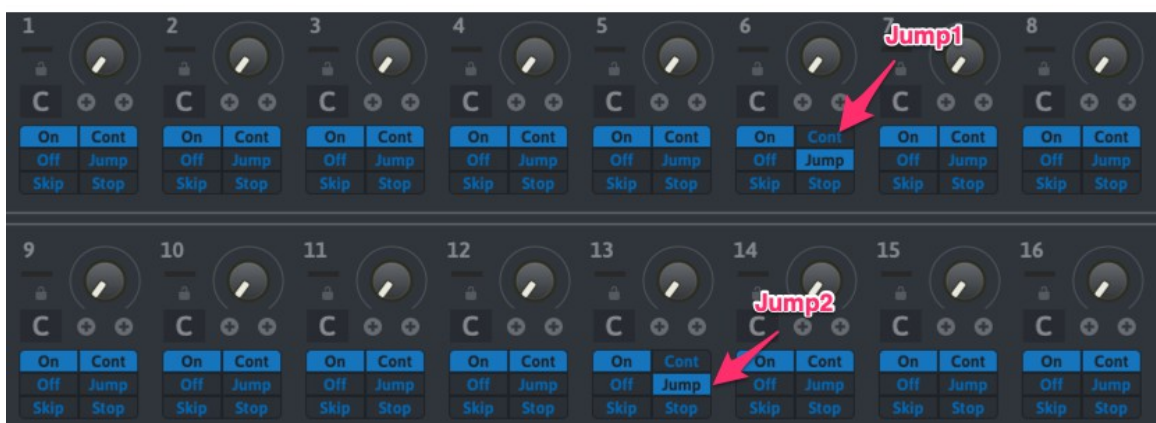 1 2 3 4 5 6 7 8
Jump1
C C C C C C C C
On Cont On Cont On Cont On Cont On Cont On Cont On Cont On Cont
Off Jump Off Jump Off Jump Off Jump Off Jump Off Jump Off Jump Off Jump
Skip Stop Skip Stop Skip Stop Skip Stop Skip Stop Skip Stop Skip Stop Skip Stop
9 10 11 12 13 14 15 16
Jump2
C C C C C C C C
On Cont On Cont On Cont On Cont On Cont On Cont On Cont On Cont
Off Jump Off Jump Off Jump Off Jump Off Jump Off Jump Off Jump Off Jump
Skip Stop Skip Stop Skip Stop Skip Stop Skip Stop Skip Stop Skip Stop Skip Stop